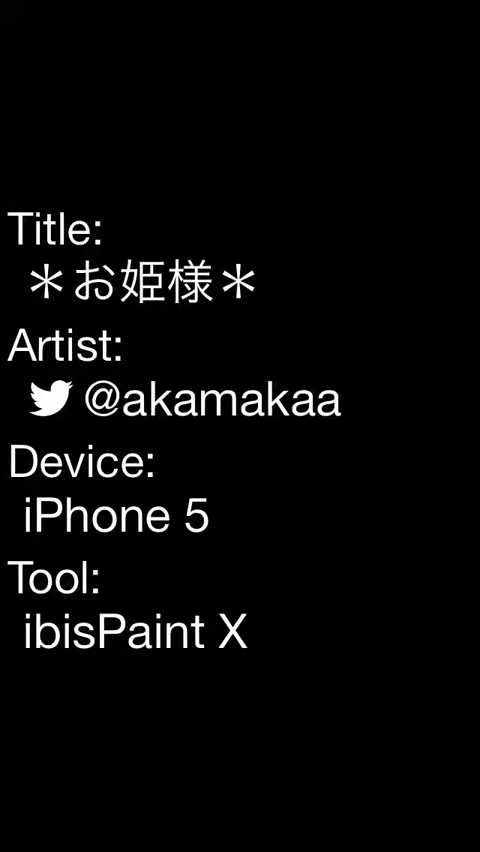 Title:
＊お姫様＊
Artist:
@akamakaa
Device:
iPhone 5
Tool:
ibisPaint X